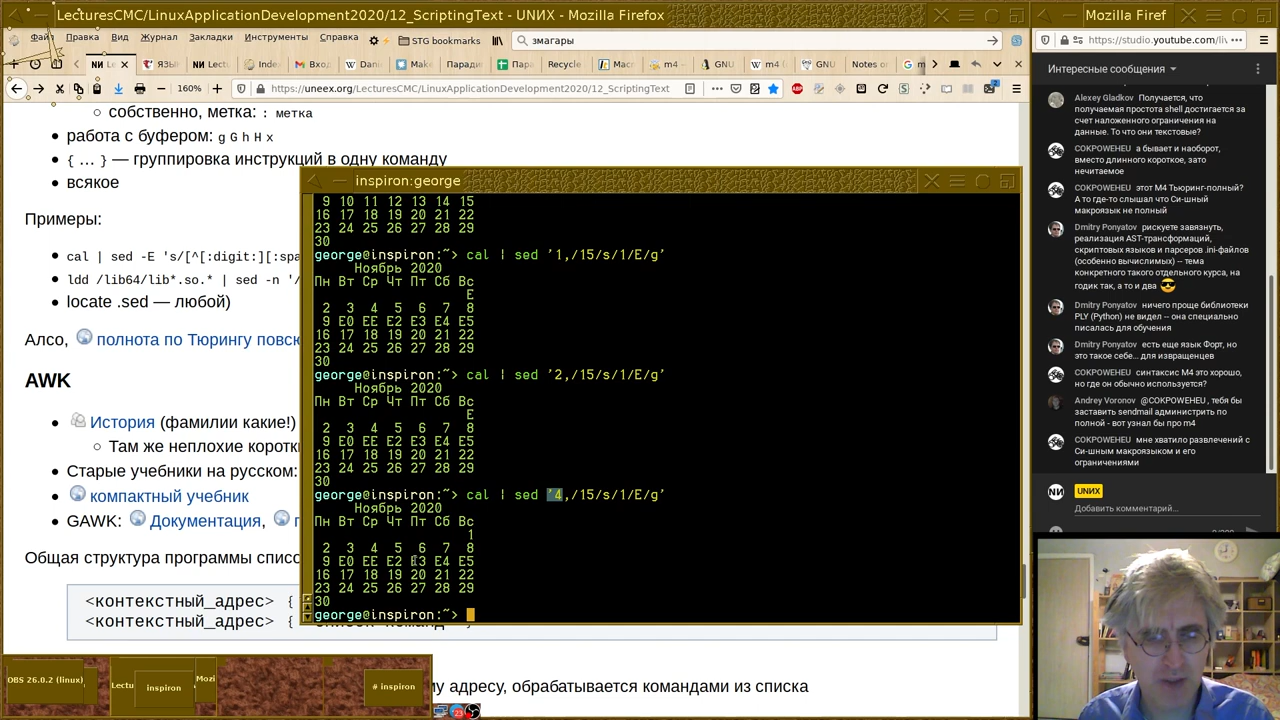 LecturesCMC/LinuxApplicationDevelopment2020/12_ScriptingText - UNИX - Mozilla Firefox
Файл Правка Вид Журнал Закладки Инструменты Справка
STG bookmarks
змагары
160%
https://uneex.org/LecturesCMC/LinuxApplicationDevelopment2020/12_ScriptingText
собственно, метка: : метка
работа с буфером: g G h H x
{ … } — группировка инструкций в одну команду
всякое
Примеры:
cal | sed -E 's/[^[:digit:][:spa
ldd /lib64/lib*.so.* | sed -n '/
locate .sed — любой)
Алсо, полнота по Тюрингу повсю
AWK
История (фамилии какие!)
Там же неплохие коротки
Старые учебники на русском:
компактный учебник
GAWK: Документация,
Общая структура программы списо
<контекстный_адрес> {
<контекстный_адрес> {
му адресу, обрабатывается командами из списка
inspiron:george
9 10 11 12 13 14 15
16 17 18 19 20 21 22
23 24 25 26 27 28 29
30
george@inspiron:~> cal | sed '1,/15/s/1/E/g'
Ноябрь 2020
Пн Вт Ср Чт Пт Сб Вс
E
2 3 4 5 6 7 8
9 E0 EE E2 E3 E4 E5
16 17 18 19 20 21 22
23 24 25 26 27 28 29
30
george@inspiron:~> cal | sed '2,/15/s/1/E/g'
Ноябрь 2020
Пн Вт Ср Чт Пт Сб Вс
E
2 3 4 5 6 7 8
9 E0 EE E2 E3 E4 E5
16 17 18 19 20 21 22
23 24 25 26 27 28 29
30
george@inspiron:~> cal | sed '4,/15/s/1/E/g'
Ноябрь 2020
Пн Вт Ср Чт Пт Сб Вс
1
2 3 4 5 6 7 8
9 E0 EE E2 E3 E4 E5
16 17 18 19 20 21 22
23 24 25 26 27 28 29
30
george@inspiron:~>
OBS 26.0.2 (linux)
Lectu
inspiron
Mozi
# inspiron
Mozilla Firef
https://studio.youtube.com/liv
Интересные сообщения
Alexey Gladkov Получается, что
получаемая простота shell достигается за
счет наложенного ограничения на
данные. То что они текстовые?
COKPOWEHEU а бывает и наоборот,
вместо длинного короткое, зато
нечитаемое
COKPOWEHEU этот М4 Тьюринг-полный?
А то где-то слышал что Си-шный
макроязык не полный
Dmitry Ponyatov рискуете завязнуть,
реализация AST-трансформаций,
скриптовых языков и парсеров .ini-файлов
(особенно вычислимых) -- тема
конкретного такого отдельного курса, на
годик так, а то и два
Dmitry Ponyatov ничего проще библиотеки
PLY (Python) не видел -- она специально
писалась для обучения
Dmitry Ponyatov есть еще язык Форт, но
это такое себе... для извращенцев
COKPOWEHEU синтаксис М4 это хорошо,
но где он обычно используется?
Andrey Voronov @COKPOWEHEU, тебя бы
заставить sendmail администрить по
полной - вот узнал бы про m4
COKPOWEHEU мне хватило развлечений с
Си-шным макроязыком и его
ограничениями
UNИX
Добавить комментарий...